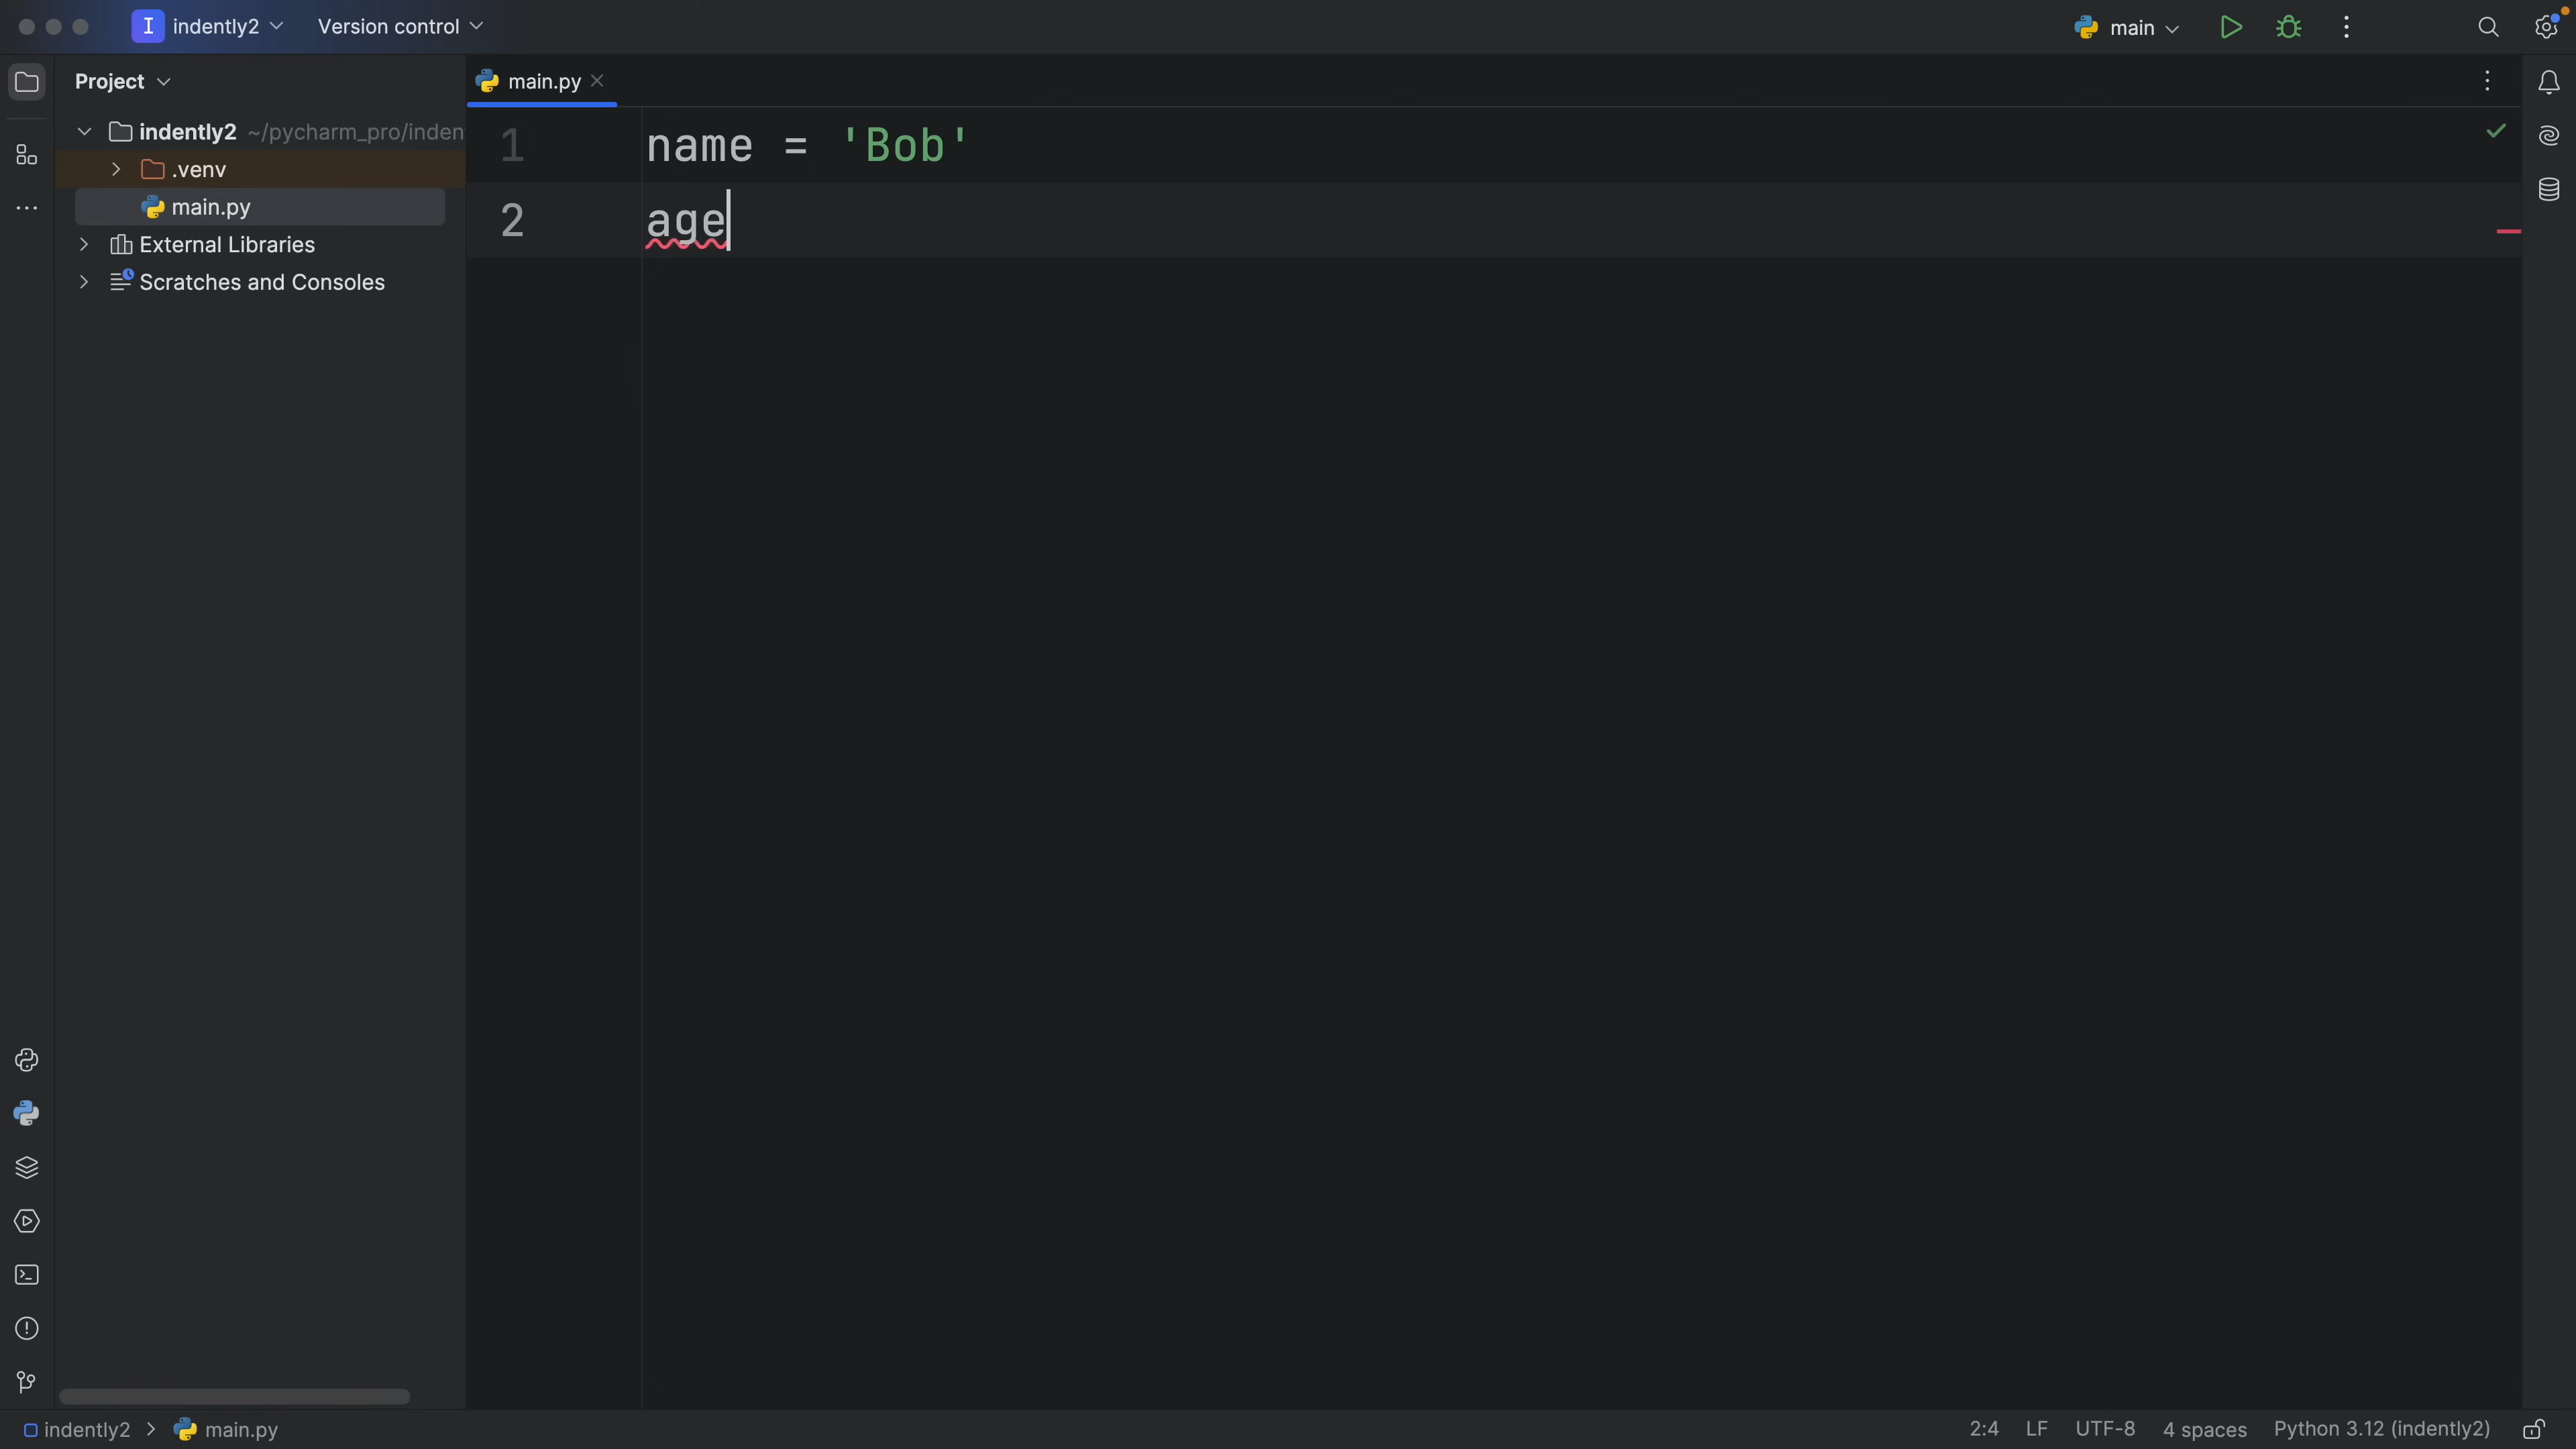 I indently2 Version control main
Project main.py
indently2 ~/pycharm_pro/inden
.venv
main.py
External Libraries
Scratches and Consoles
1 name = 'Bob'
2 age
indently2 > main.py 2:4 LF UTF-8 4 spaces Python 3.12 (indently2)